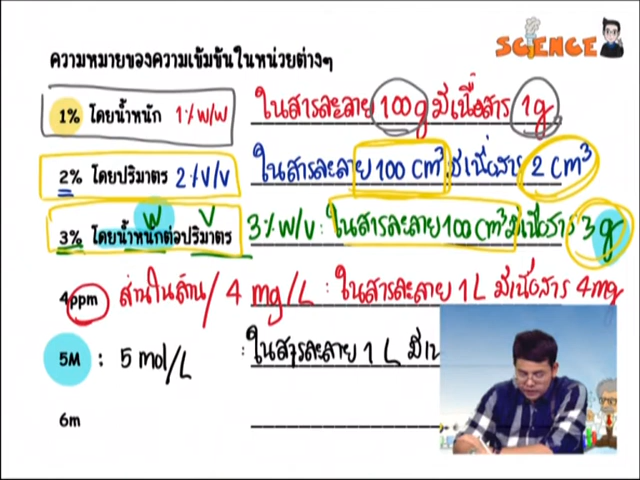 SCIENCE
ความหมายของความเข้มข้นในหน่วยต่างๆ
1% โดยน้ำหนัก 1% w/w ในสารละลาย 100 g มีเนื้อสาร 1 g
2% โดยปริมาตร 2% v/v ในสารละลาย 100 cm³ มีเนื้อสาร 2 cm³
w v
3% โดยน้ำหนักต่อปริมาตร 3% w/v : ในสารละลาย 100 cm³ มีเนื้อสาร 3 g
4ppm ส่วนในล้าน / 4 mg/L : ในสารละลาย 1 L มีเนื้อสาร 4 mg
5M : 5 mol/L : ในสารละลาย 1 L มีเน
6m